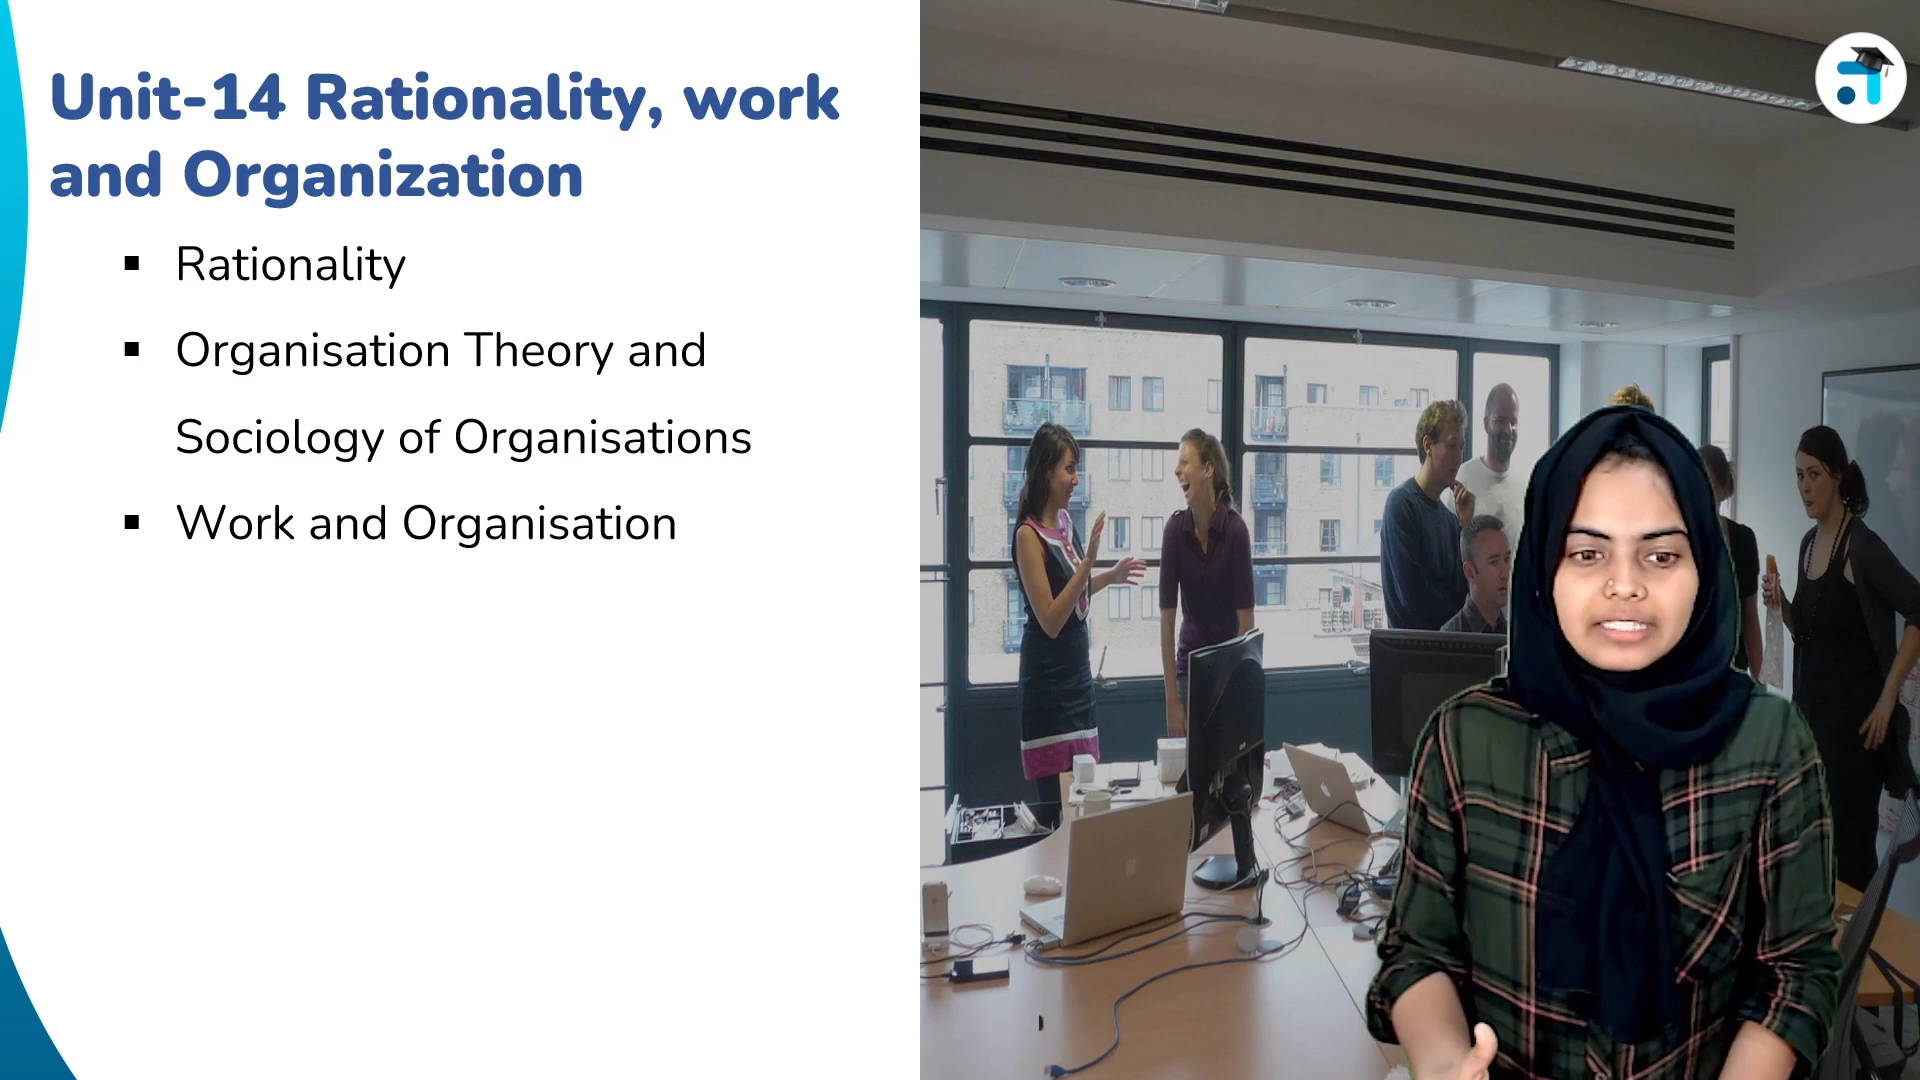 Unit-14 Rationality, work
and Organization
▪ Rationality
▪ Organisation Theory and
Sociology of Organisations
▪ Work and Organisation